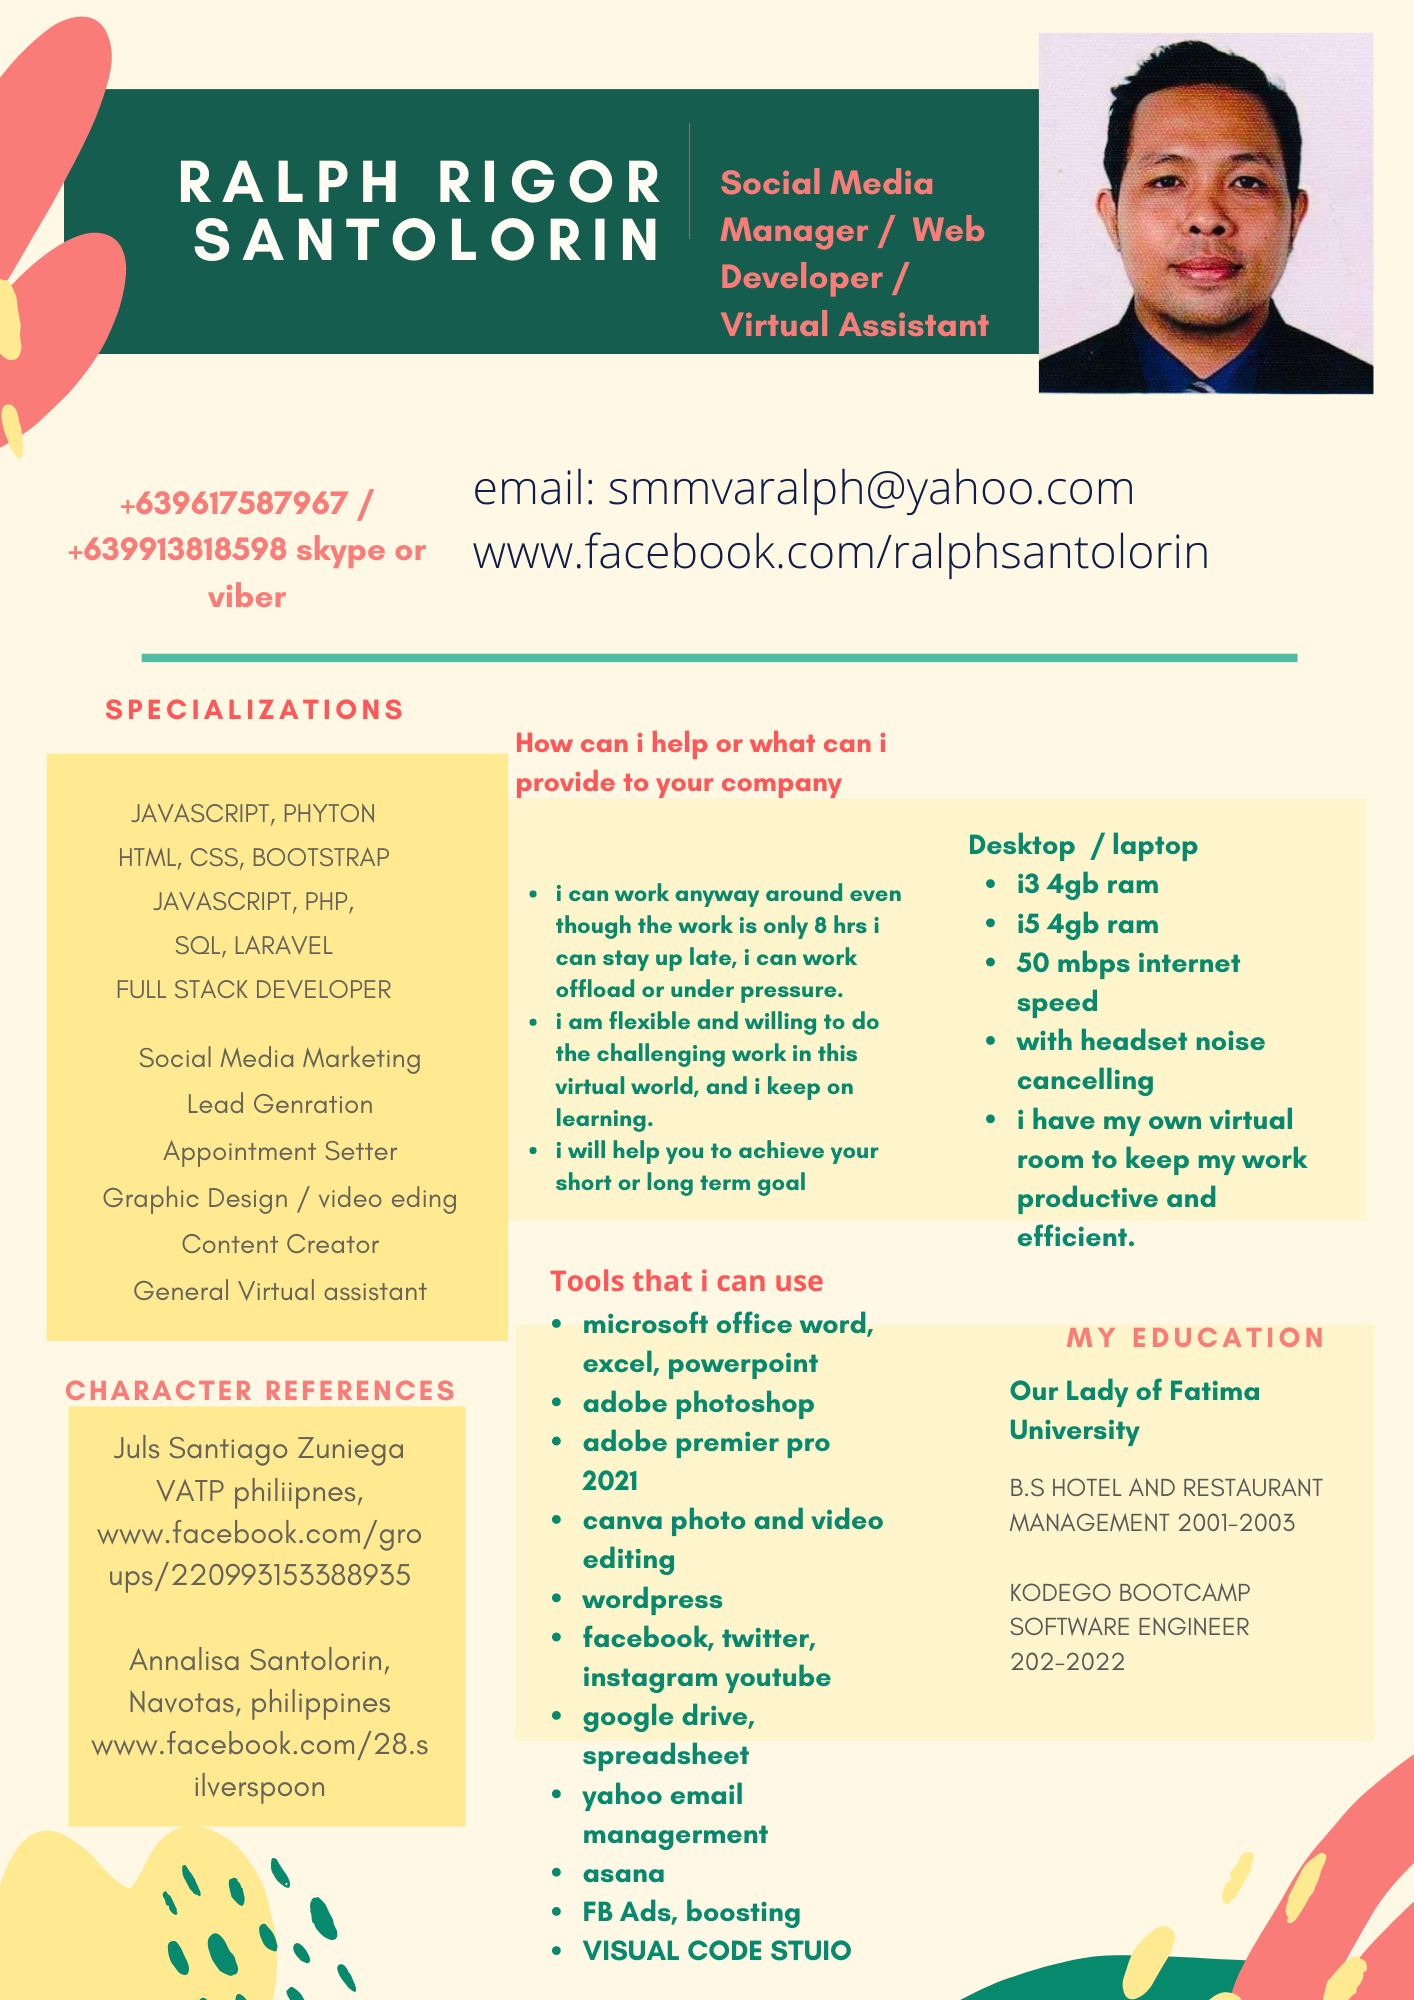 RALPH RIGOR
SANTOLORIN
Social Media
Manager / Web
Developer /
Virtual Assistant
+639617587967 /
+639913818598 skype or
viber
email: smmvaralph@yahoo.com
www.facebook.com/ralphsantolorin
SPECIALIZATIONS
JAVASCRIPT, PHYTON
HTML, CSS, BOOTSTRAP
JAVASCRIPT, PHP,
SQL, LARAVEL
FULL STACK DEVELOPER
Social Media Marketing
Lead Genration
Appointment Setter
Graphic Design / video eding
Content Creator
General Virtual assistant
CHARACTER REFERENCES
Juls Santiago Zuniega
VATP philiipnes,
www.facebook.com/gro
ups/220993153388935
Annalisa Santolorin,
Navotas, philippines
www.facebook.com/28.s
ilverspoon
How can i help or what can i
provide to your company
• i can work anyway around even
though the work is only 8 hrs i
can stay up late, i can work
offload or under pressure.
• i am flexible and willing to do
the challenging work in this
virtual world, and i keep on
learning.
• i will help you to achieve your
short or long term goal
Desktop / laptop
• i3 4gb ram
• i5 4gb ram
• 50 mbps internet
speed
• with headset noise
cancelling
• i have my own virtual
room to keep my work
productive and
efficient.
Tools that i can use
• microsoft office word,
excel, powerpoint
• adobe photoshop
• adobe premier pro
2021
• canva photo and video
editing
• wordpress
• facebook, twitter,
instagram youtube
• google drive,
spreadsheet
• yahoo email
managerment
• asana
• FB Ads, boosting
• VISUAL CODE STUIO
MY EDUCATION
Our Lady of Fatima
University
B.S HOTEL AND RESTAURANT
MANAGEMENT 2001-2003
KODEGO BOOTCAMP
SOFTWARE ENGINEER
202-2022